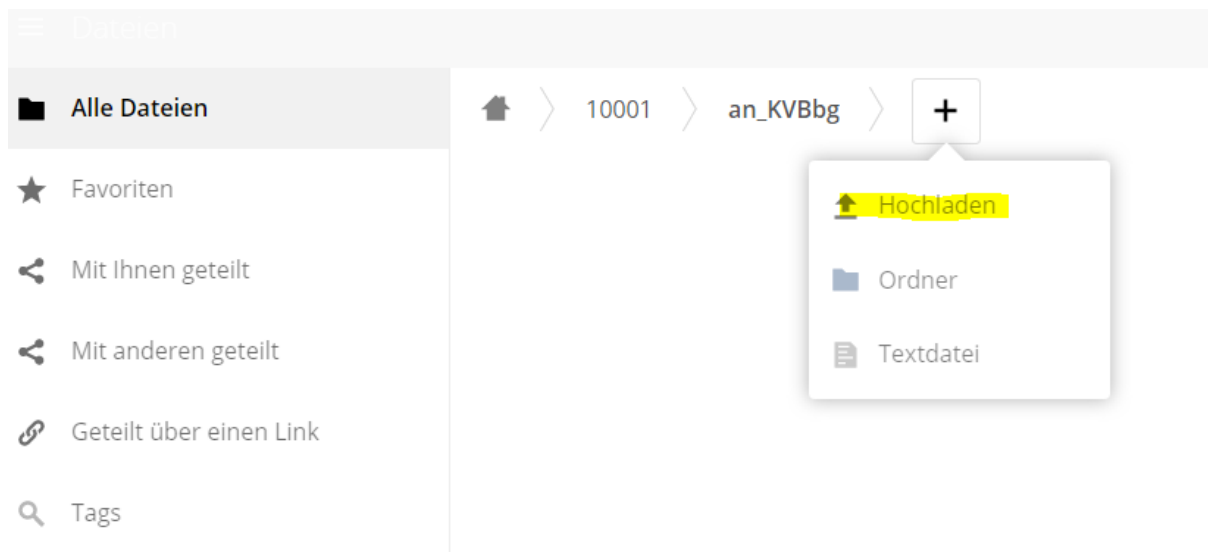 Dateien
Alle Dateien
10001 an_KVBbg +
Favoriten
Hochladen
Mit Ihnen geteilt
Ordner
Mit anderen geteilt
Textdatei
Geteilt über einen Link
Tags